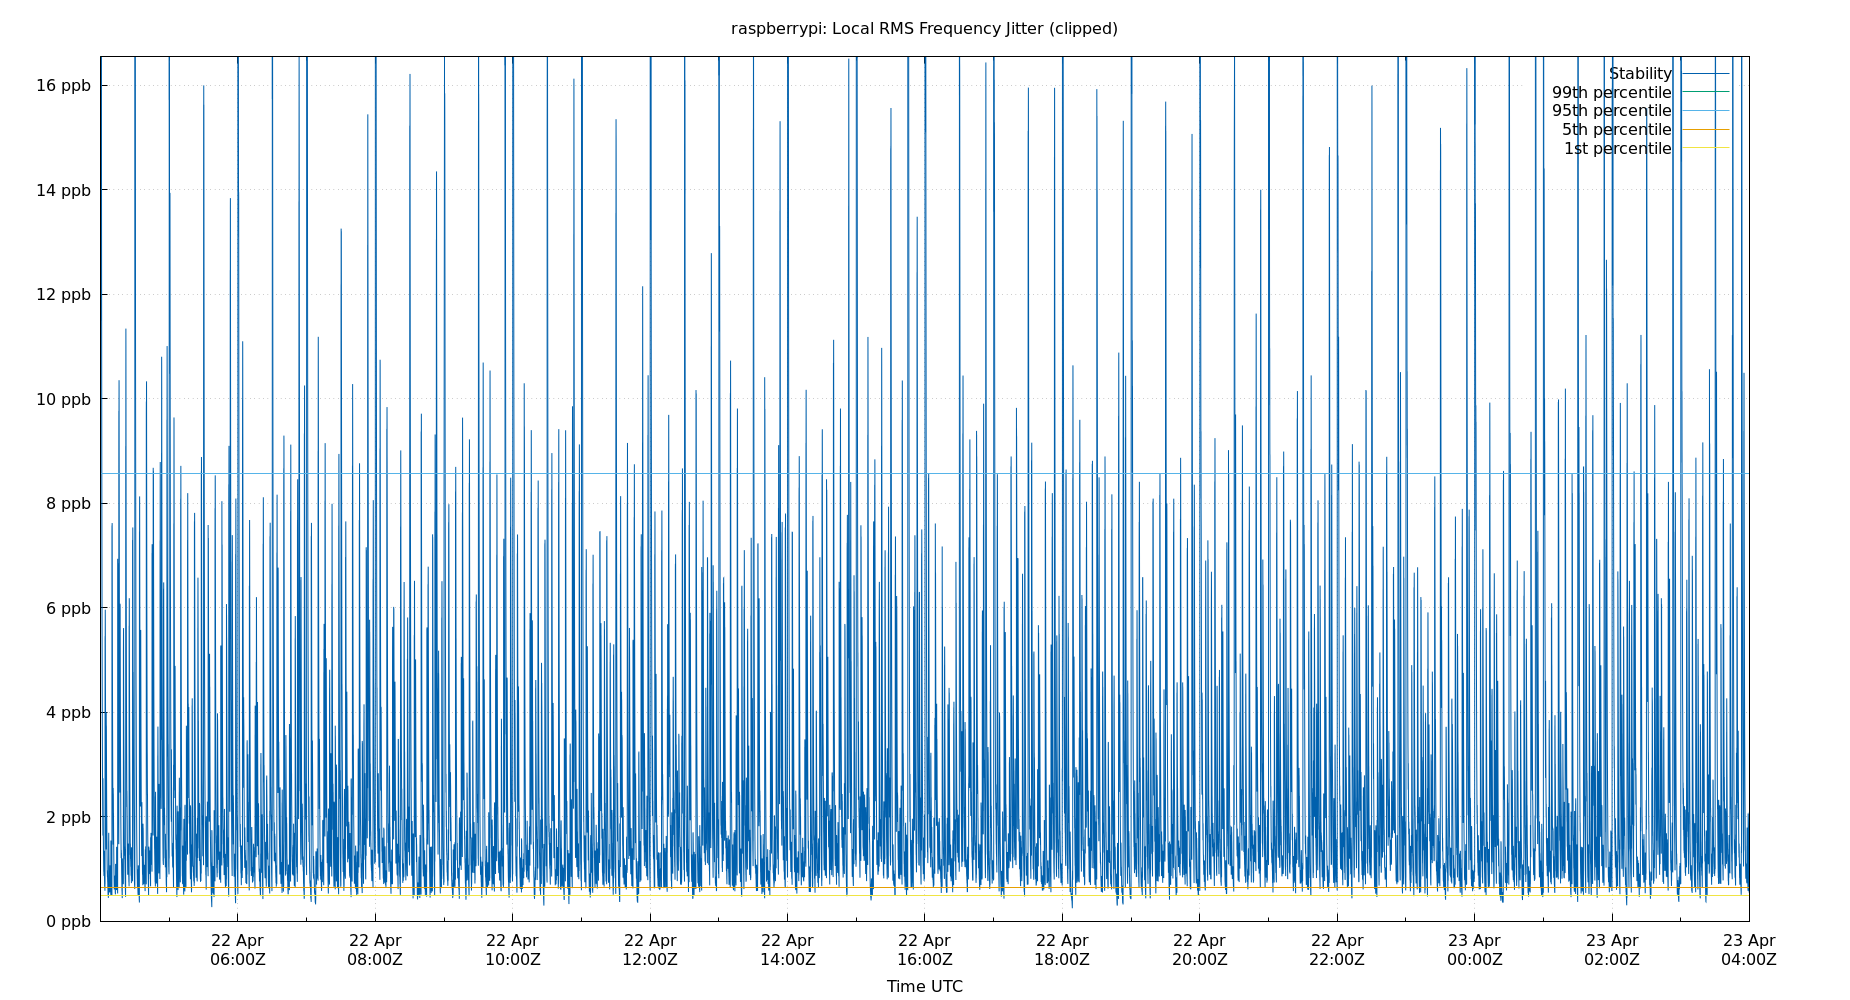 raspberrypi: Local RMS Frequency Jitter (clipped)
16 ppb
14 ppb
12 ppb
10 ppb
8 ppb
6 ppb
4 ppb
2 ppb
0 ppb
Stability
99th percentile
95th percentile
5th percentile
1st percentile
22 Apr
06:00Z
22 Apr
08:00Z
22 Apr
10:00Z
22 Apr
12:00Z
22 Apr
14:00Z
22 Apr
16:00Z
22 Apr
18:00Z
22 Apr
20:00Z
22 Apr
22:00Z
23 Apr
00:00Z
23 Apr
02:00Z
23 Apr
04:00Z
Time UTC